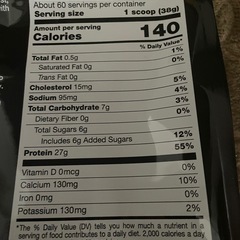 About 60 servings per container
Serving size 1 scoop (38g)
Amount per serving
Calories 140
% Daily Value*
Total Fat 0.5g 1%
Saturated Fat 0g 0%
Trans Fat 0g
Cholesterol 15mg 5%
Sodium 95mg 4%
Total Carbohydrate 7g 3%
Dietary Fiber 0g 0%
Total Sugars 6g
Includes 6g Added Sugars 12%
Protein 27g 55%
Vitamin D 0mcg 0%
Calcium 130mg 10%
Iron 0mg 0%
Potassium 130mg 2%
*The % Daily Value (DV) tells you how much a nutrient in a
serving of food contributes to a daily diet. 2,000 calories a day